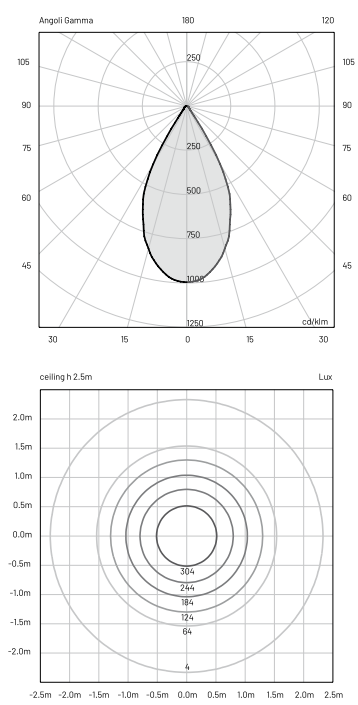 Angoli Gamma 180 120
250
105 105
90 90
75 75
250
60 60
500
750
45 45
1000
1250 cd/klm
30 15 0 15 30
ceiling h 2.5m Lux
2.0m
1.5m
1.0m
0.5m
0.0m
-0.5m
304
244
-1.0m
184
124
-1.5m
64
-2.0m
4
-2.5m -2.0m -1.5m -1.0m -0.5m 0.0m 0.5m 1.0m 1.5m 2.0m 2.5m